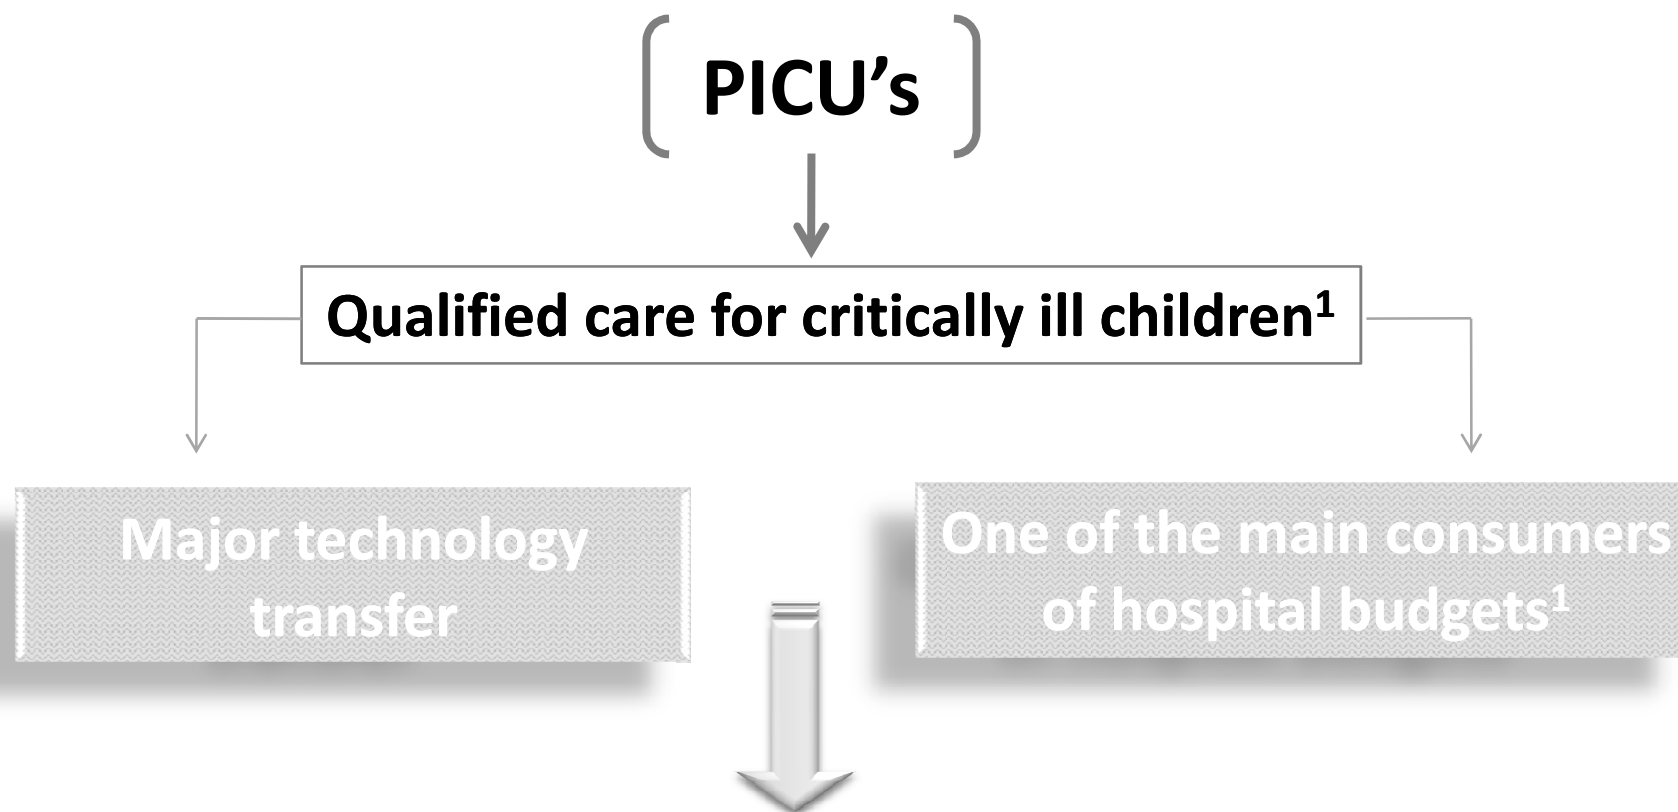 PICU’s
Qualified care for critically ill children¹
Major technology
transfer
One of the main consumers
of hospital budgets¹